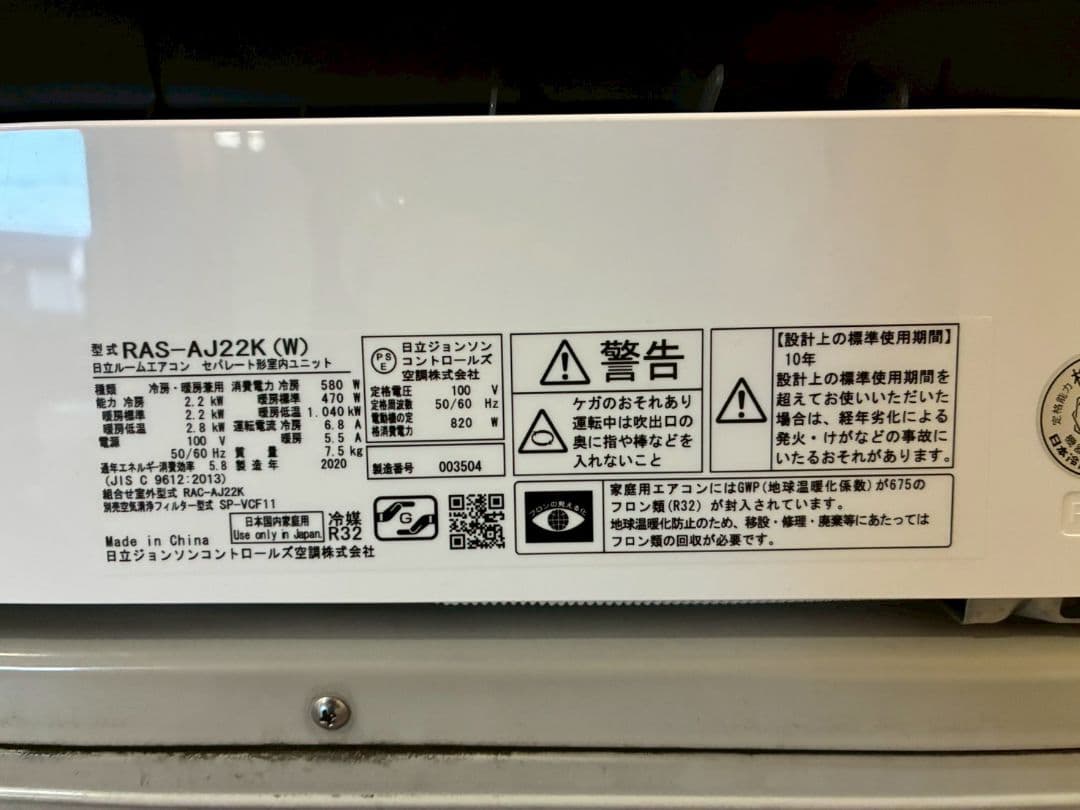 型式 RAS-AJ22K(W)
日立ルームエアコン セパレート形室内ユニット
種類 冷房・暖房兼用 消費電力 冷房 580 W
能力 冷房 2.2 kW 暖房標準 470 W
暖房標準 2.2 kW 暖房低温 1.040 kW
暖房低温 2.8 kW 運転電流 冷房 6.8 A
電源 100 V 暖房 5.5 A
50/60 Hz 質量 7.5 kg
通年エネルギー消費効率 5.8 製造年 2020
(JIS C 9612:2013)
組合せ室外型式 RAC-AJ22K
別売空気清浄フィルター型式 SP-VCF11
日本国内家庭用
Use only in Japan.
冷媒
R32
Made in China
日立ジョンソンコントロールズ空調株式会社
PS
E
日立ジョンソン
コントロールズ
空調株式会社
定格電圧 100 V
定格周波数 50/60 Hz
電動機の定
格消費電力 820 W
製造番号 003504
G
警告
ケガのおそれあり
運転中は吹出口の
奥に指や棒などを
入れないこと
【設計上の標準使用期間】
10年
設計上の標準使用期間を
超えてお使いいただいた
場合は、経年劣化による
発火・けがなどの事故に
いたるおそれがあります。
フロンの見える化
家庭用エアコンにはGWP(地球温暖化係数)が675の
フロン類(R32)が封入されています。
地球温暖化防止のため、移設・修理・廃棄等にあたっては
フロン類の回収が必要です。
定格能力
日本冷